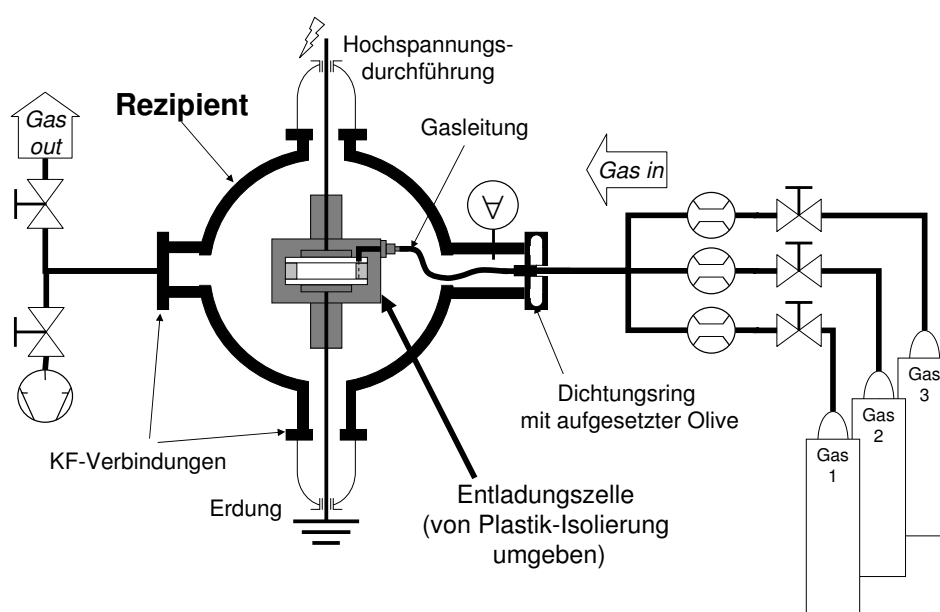 Hochspannungs-
durchführung
Rezipient
Gas
out
Gasleitung
Gas in
A
Dichtungsring
mit aufgesetzter Olive
Gas
3
Gas
2
Gas
1
KF-Verbindungen
Erdung
Entladungszelle
(von Plastik-Isolierung
umgeben)